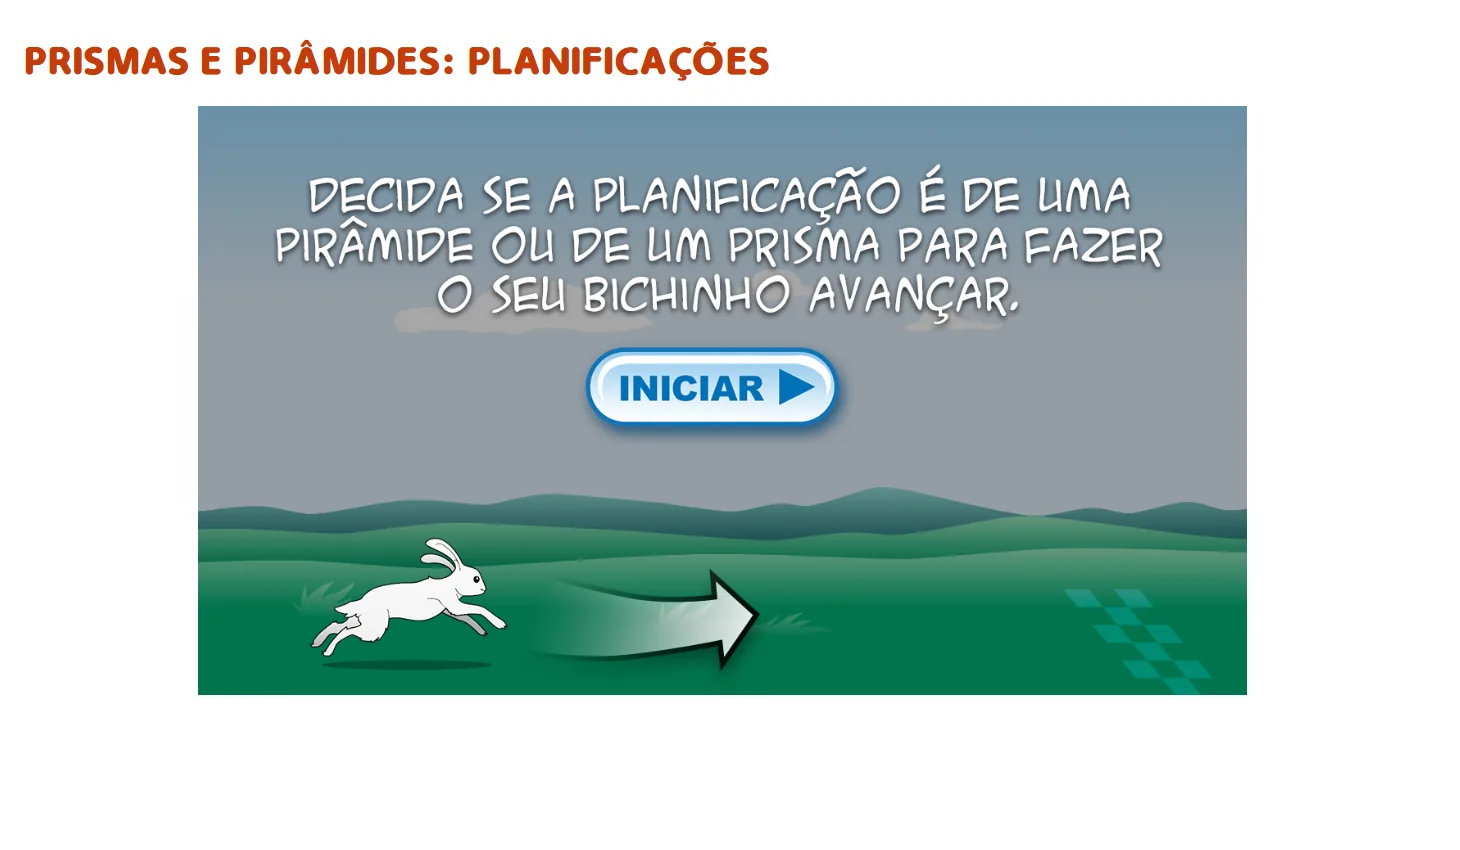 PRISMAS E PIRÂMIDES: PLANIFICAÇÕES
DECIDA SE A PLANIFICAÇÃO É DE UMA
PIRÂMIDE OU DE UM PRISMA PARA FAZER
O SEU BICHINHO AVANÇAR.
INICIAR